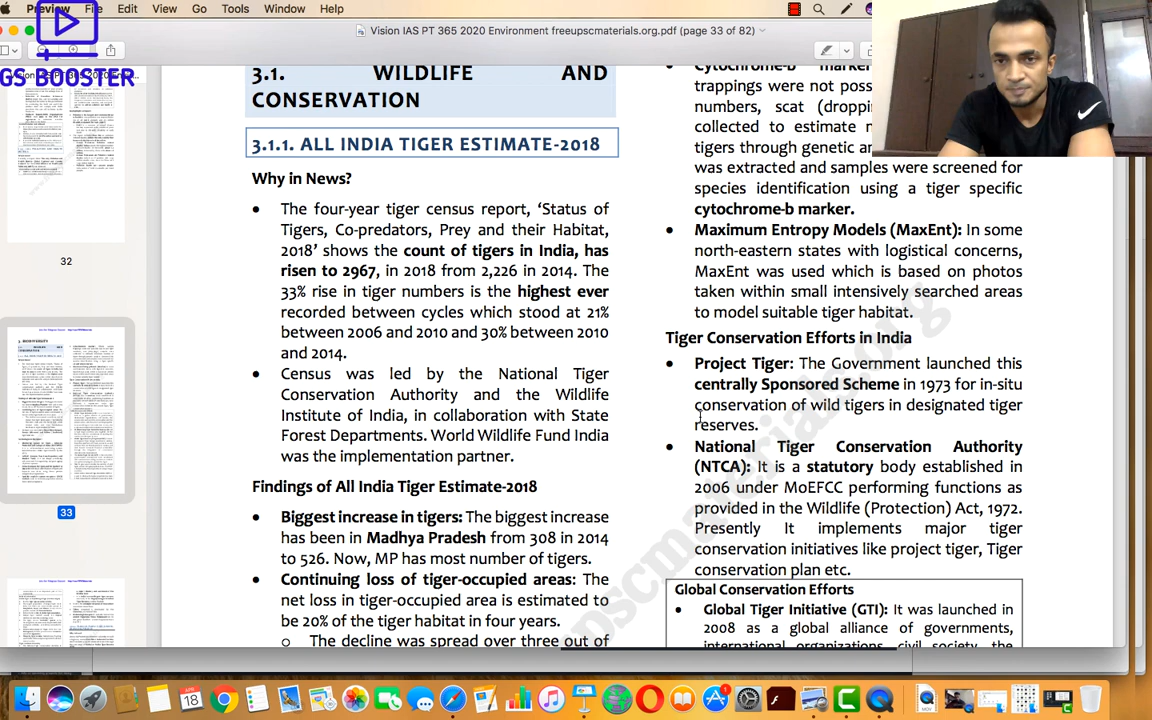 Preview File Edit View Go Tools Window Help
Vision IAS PT 365 2020 Environment freeupscmaterials.org.pdf (page 33 of 82)
GS BOOSTER
32
33
3.1. WILDLIFE AND
CONSERVATION
3.1.1. ALL INDIA TIGER ESTIMATE-2018
Why in News?
• The four-year tiger census report, ‘Status of
Tigers, Co-predators, Prey and their Habitat,
2018’ shows the count of tigers in India, has
risen to 2967, in 2018 from 2,226 in 2014. The
33% rise in tiger numbers is the highest ever
recorded between cycles which stood at 21%
between 2006 and 2010 and 30% between 2010
and 2014.
• Census was led by the National Tiger
Conservation Authority and the Wildlife
Institute of India, in collaboration with State
Forest Departments. World Wildlife Fund India
was the implementation partner.
Findings of All India Tiger Estimate-2018
• Biggest increase in tigers: The biggest increase
has been in Madhya Pradesh from 308 in 2014
to 526. Now, MP has most number of tigers.
• Continuing loss of tiger-occupied areas: The
net loss in tiger-occupied area is estimated to
be 20% of the tiger habitat in four years.
o The decline was spread over three out of
• Cytochrome-b
trappings were not
numbers, scat
collected to estimate
tigers through genetic
was extracted and samples were screened for
species identification using a tiger specific
cytochrome-b marker.
• Maximum Entropy Models (MaxEnt): In some
north-eastern states with logistical concerns,
MaxEnt was used which is based on photos
taken within small intensively searched areas
to model suitable tiger habitat.
Tiger Conservation Efforts in India
• Project Tiger: The Government launched this
centrally Sponsored Scheme in 1973 for in-situ
conservation of wild tigers in designated tiger
reserves.
• National Tiger Conservation Authority
(NTCA): It is a statutory body established in
2006 under MoEFCC performing functions as
provided in the Wildlife (Protection) Act, 1972.
Presently It implements major tiger
conservation initiatives like project tiger, Tiger
conservation plan etc.
Global Conservation Efforts
• Global Tiger Initiative (GTI): It was launched in
2008 is a global alliance of governments,
international organizations, civil society, the
APR
18